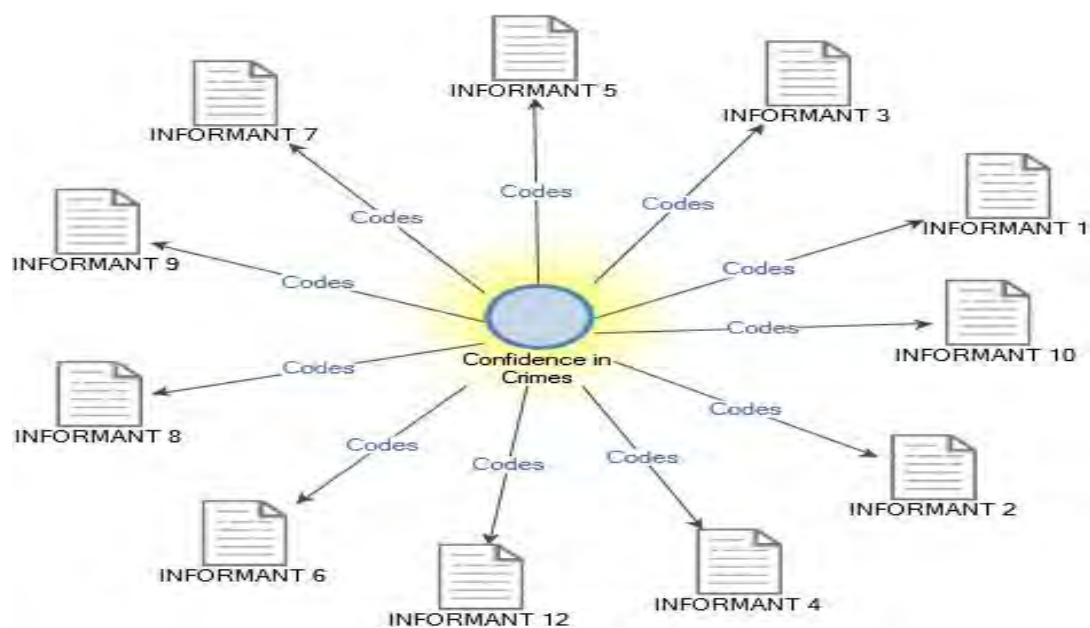 INFORMANT 5
INFORMANT 3
INFORMANT 7
Codes
Codes
Codes
INFORMANT 1
INFORMANT 9
Codes
Codes
Codes
INFORMANT 10
Confidence in
Crimes
Codes
Codes
INFORMANT 8
Codes
Codes
Codes
INFORMANT 2
INFORMANT 6
INFORMANT 12
INFORMANT 4